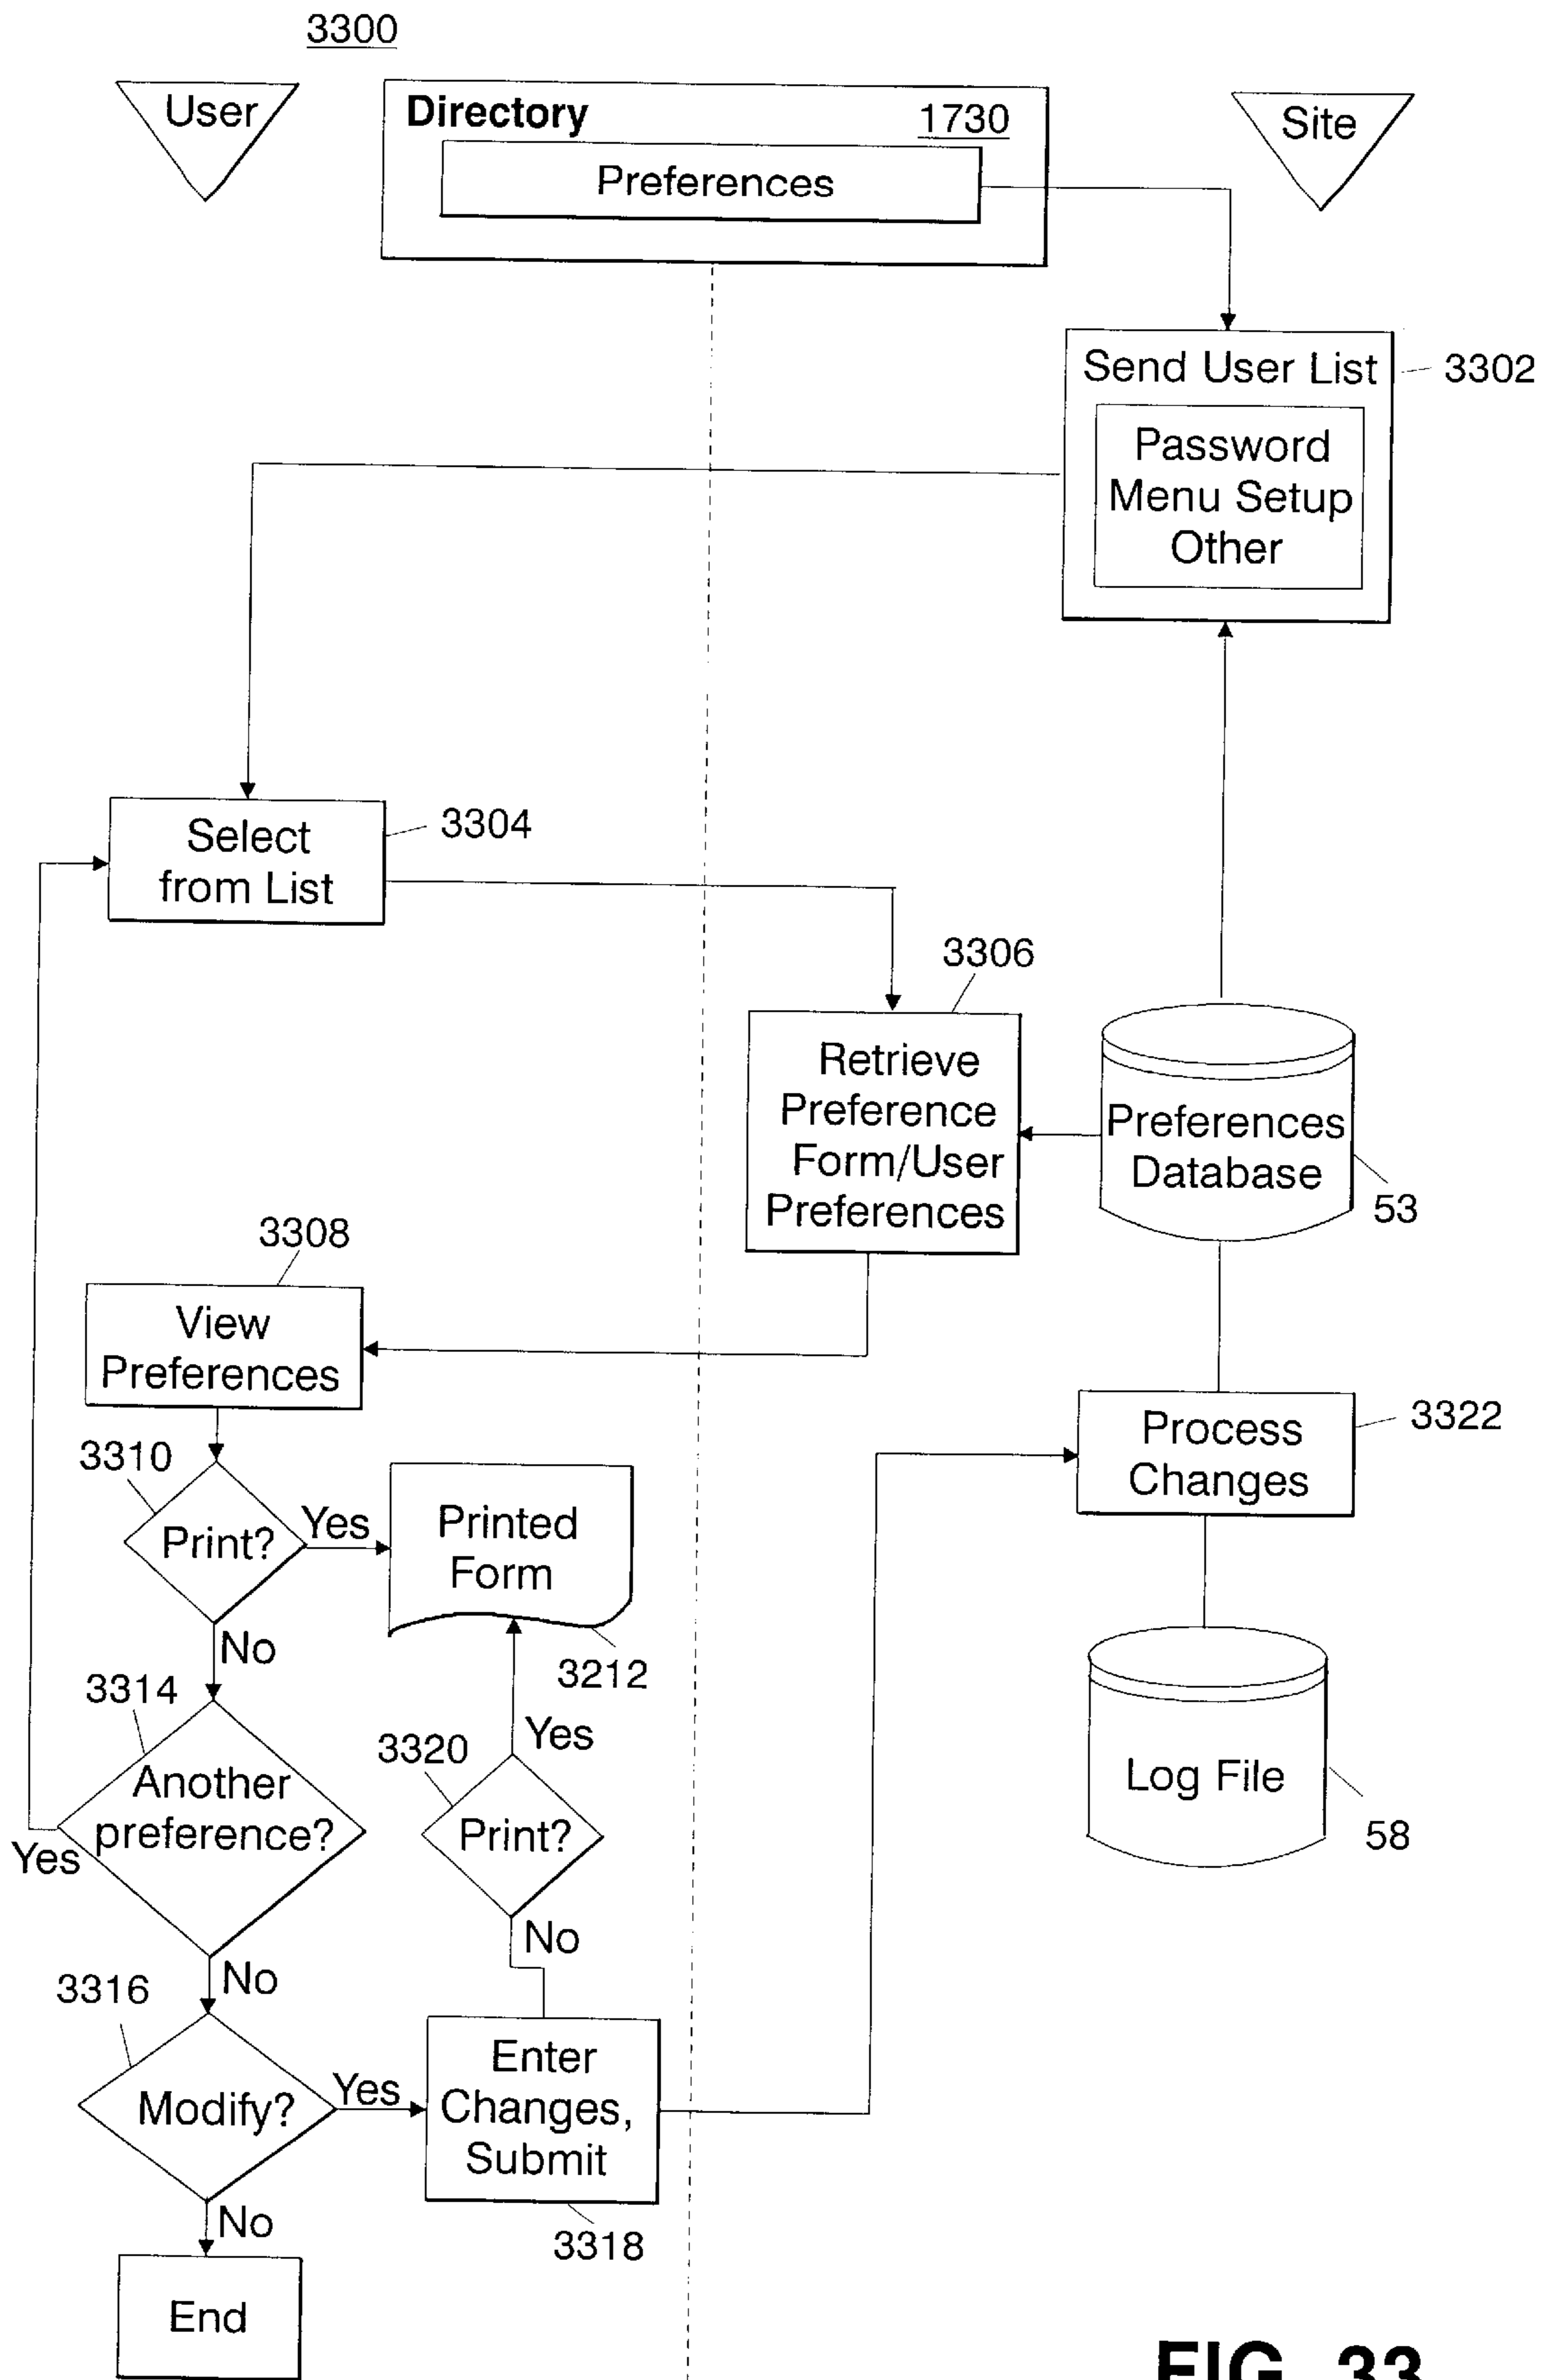 3300
User
Directory
1730
Preferences
Site
Send User List
3302
Password
Menu Setup
Other
Select
from List
3304
3306
Retrieve
Preference
Form/User
Preferences
Preferences
Database
53
3308
View
Preferences
3310
Print?
Yes
Printed
Form
3212
No
3322
Process
Changes
3314
Another
preference?
Yes
3320
Print?
Yes
No
Log File
58
No
3316
Modify?
Yes
Enter
Changes,
Submit
3318
No
End
FIG. 33